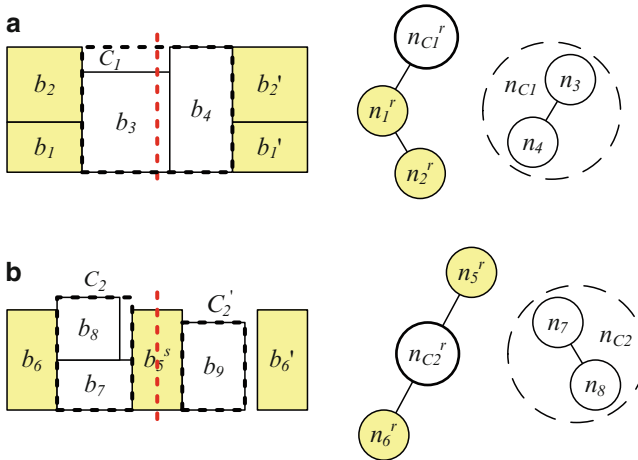 a
C₁
b₂
b₃
b₄
b₂'
b₁
b₁'
n_C1^r
n₁^r
n₂^r
n_C1
n₃
n₄
b
C₂
C₂'
b₈
b₆
b₅^s
b₉
b₆'
b₇
n₅^r
n_C2^r
n₆^r
n₇
n_C2
n₈